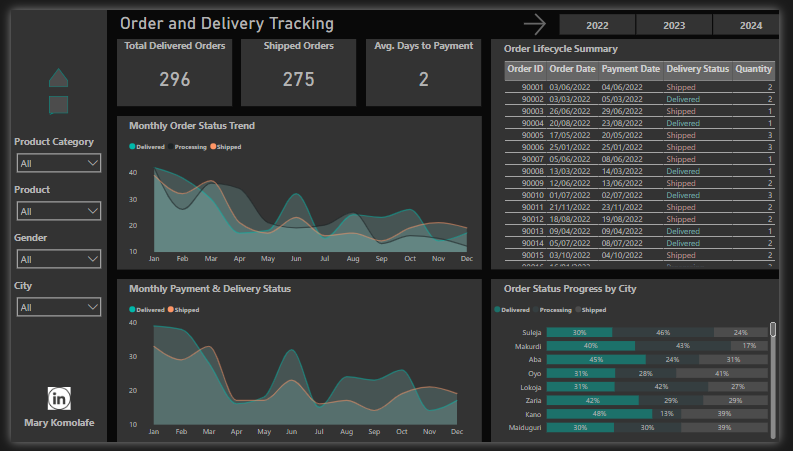 Order and Delivery Tracking
2022
2023
2024
Product Category
All
Product
All
Gender
All
City
All
in
Mary Komolafe
Total Delivered Orders
296
Shipped Orders
275
Avg. Days to Payment
2
Monthly Order Status Trend
Delivered Processing Shipped
40
30
20
10
Jan Feb Mar Apr May Jun Jul Aug Sep Oct Nov Dec
Monthly Payment & Delivery Status
Delivered Shipped
40
30
20
10
Jan Feb Mar Apr May Jun Jul Aug Sep Oct Nov Dec
Order Lifecycle Summary
Order ID Order Date Payment Date Delivery Status Quantity
90001 03/06/2022 04/06/2022 Shipped 2
90002 03/03/2022 05/03/2022 Delivered 2
90003 26/06/2022 29/06/2022 Shipped 1
90004 20/08/2022 23/08/2022 Delivered 1
90005 17/05/2022 20/05/2022 Shipped 3
90006 25/01/2022 25/01/2022 Shipped 3
90007 05/06/2022 08/06/2022 Shipped 1
90008 13/03/2022 14/03/2022 Delivered 1
90009 12/06/2022 13/06/2022 Shipped 2
90010 01/07/2022 02/07/2022 Delivered 3
90011 21/11/2022 23/11/2022 Shipped 2
90012 18/08/2022 19/08/2022 Shipped 2
90013 09/04/2022 09/04/2022 Delivered 1
90014 05/07/2022 08/07/2022 Delivered 2
90015 03/10/2022 04/10/2022 Shipped 2
Order Status Progress by City
Delivered Processing Shipped
Suleja 30% 46% 24%
Makurdi 40% 43% 17%
Aba 45% 24% 31%
Oyo 31% 28% 41%
Lokoja 31% 42% 27%
Zaria 42% 29% 29%
Kano 48% 13% 39%
Maiduguri 30% 30% 39%